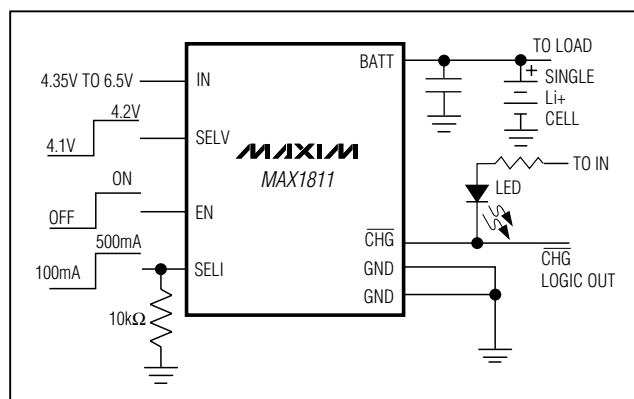 BATT
TO LOAD
4.35V TO 6.5V
IN
+
SINGLE
Li+
CELL
4.2V
4.1V
SELV
MAXIM
MAX1811
TO IN
LED
ON
OFF
EN
CHG
CHG
LOGIC OUT
500mA
100mA
SELI
GND
GND
10kΩ